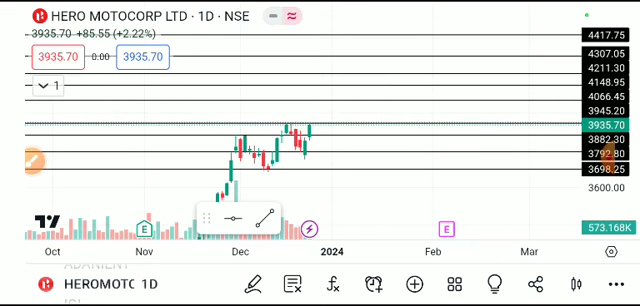 HERO MOTOCORP LTD · 1D · NSE
3935.70 +85.55 (+2.22%)
3935.70 0.00 3935.70
1
4417.75
4307.05
4211.30
4148.95
4066.45
3945.20
3935.70
3882.30
3792.80
3698.25
3600.00
573.168K
E
E
Oct Nov Dec 2024 Feb Mar
ADANIENT
HEROMOTC 1D